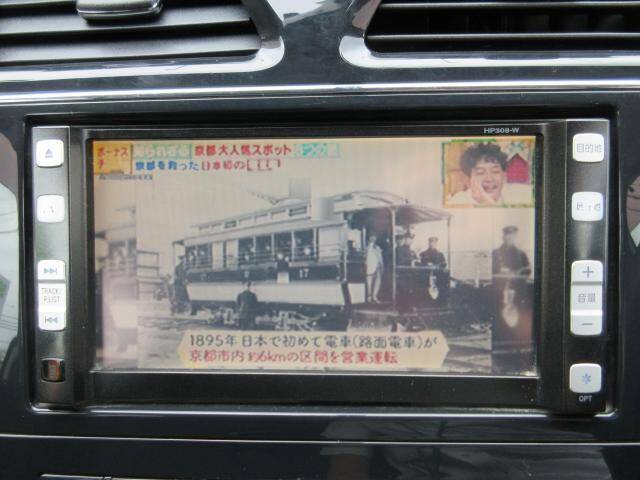 HP308-W
目的地
京都大人気スポット
京都を救った日本初の
17
1895年日本で初めて電車(路面電車)が
京都市内 約6kmの区間を営業運転
TRACK/
P.LIST
+
音量
−
OPT